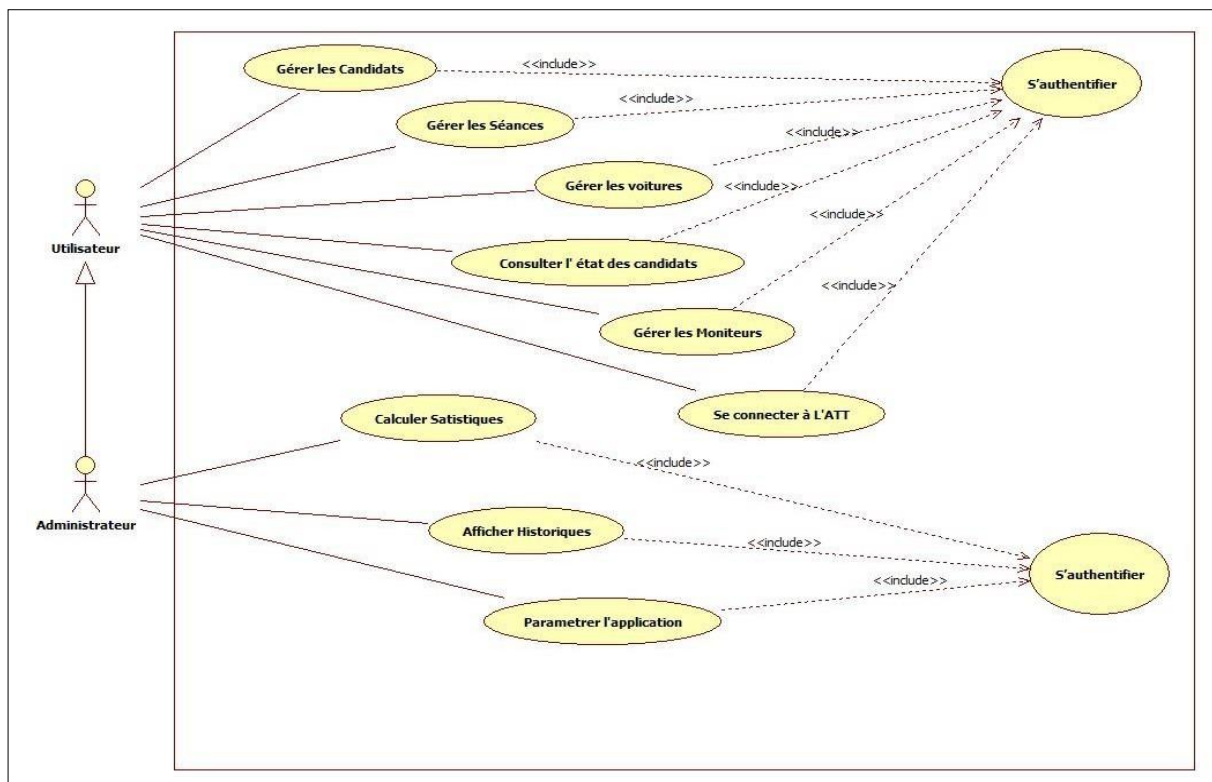 Gérer les Candidats
<<include>>
S'authentifier
<<include>>
Gérer les Séances
<<include>>
Gérer les voitures
<<include>>
Utilisateur
<<include>>
Consulter l' état des candidats
<<include>>
Gérer les Moniteurs
Se connecter à L'ATT
Calculer Satistiques
<<include>>
Administrateur
Afficher Historiques
<<include>>
S'authentifier
<<include>>
Parametrer l'application